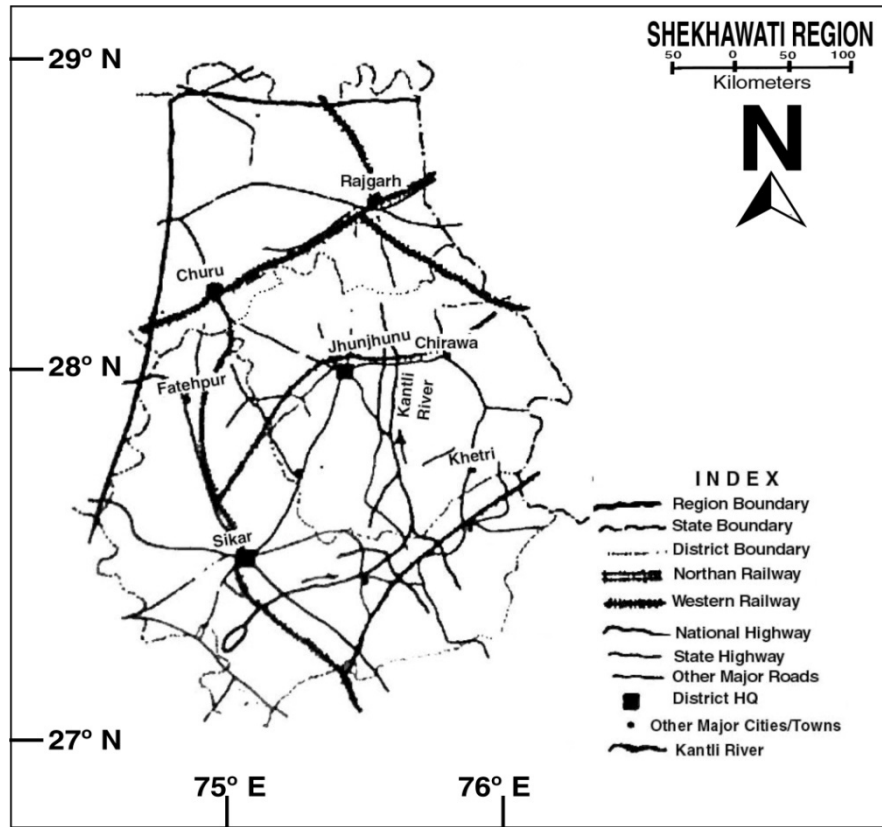 SHEKHAWATI REGION
50 0 50 100
Kilometers
N
29° N
28° N
27° N
75° E
76° E
Rajgarh
Churu
Jhunjhunu
Chirawa
Fatehpur
Kantli
River
Khetri
Sikar
INDEX
Region Boundary
State Boundary
District Boundary
Northan Railway
Western Railway
National Highway
State Highway
Other Major Roads
District HQ
Other Major Cities/Towns
Kantli River